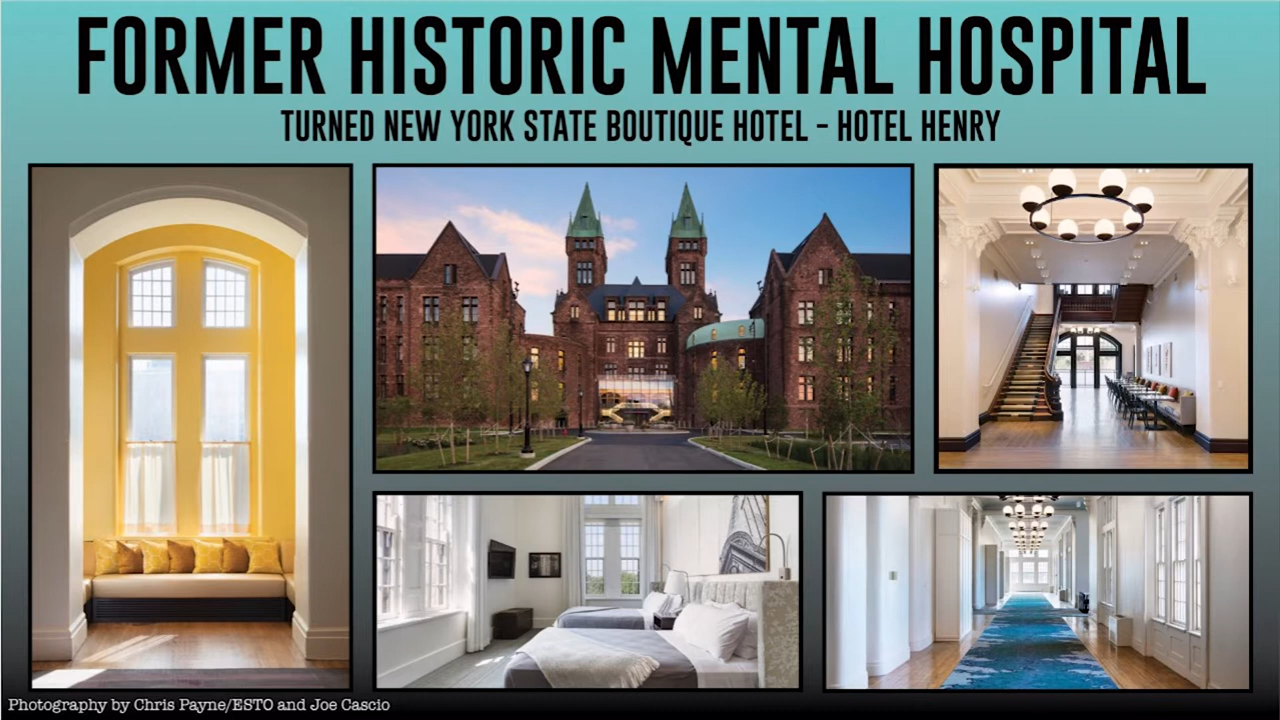 FORMER HISTORIC MENTAL HOSPITAL
TURNED NEW YORK STATE BOUTIQUE HOTEL - HOTEL HENRY
Photography by Chris Payne/ESTO and Joe Cascio